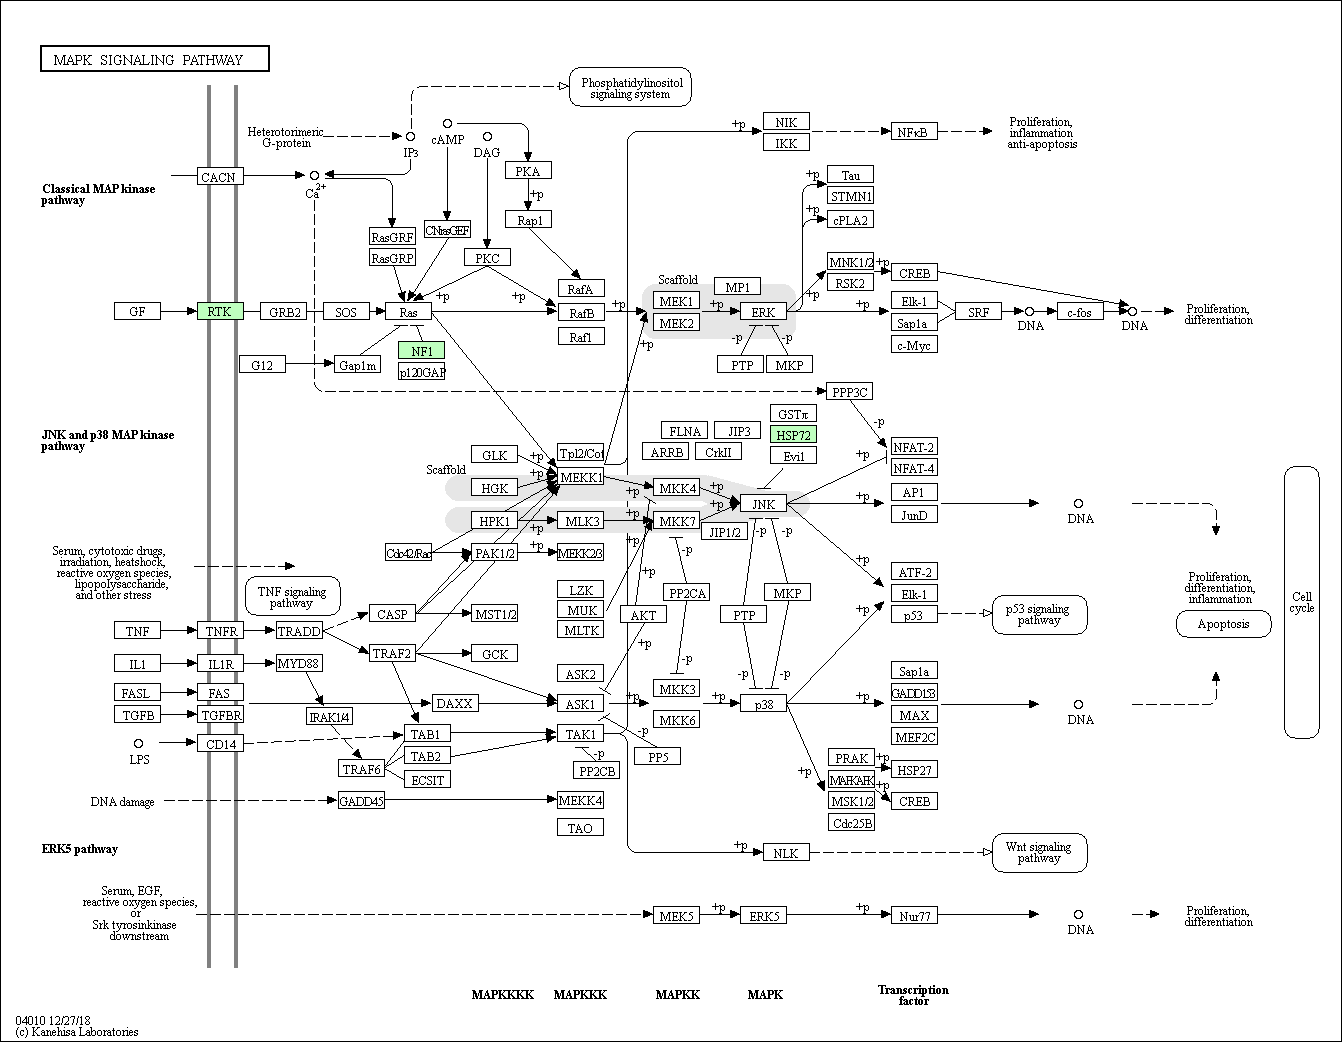 MAPK SIGNALING PATHWAY
Phosphatidylinositol
signaling system
Heterotorimeric
G-protein
IP3
cAMP
DAG
+p
NIK
IKK
NFκB
Proliferation,
inflammation
anti-apoptosis
Classical MAP kinase
pathway
CACN
Ca2+
PKA
+p
Rap1
RasGRF
RasGRP
CNrasGEF
PKC
+p
Tau
STMN1
+p
cPLA2
Scaffold
MP1
+p
MNK1/2
RSK2
+p
CREB
GF
RTK
GRB2
SOS
Ras
+p
+p
RafA
RafB
Raf1
+p
MEK1
MEK2
+p
ERK
+p
Elk-1
Sap1a
c-Myc
SRF
DNA
c-fos
DNA
Proliferation,
differentiation
G12
Gap1m
NF1
p120GAP
+p
-p
-p
PTP
MKP
PPP3C
-p
JNK and p38 MAP kinase
pathway
GSTπ
HSP72
Evi1
FLNA
JIP3
ARRB
CrkII
NFAT-2
NFAT-4
+p
Scaffold
GLK
HGK
HPK1
+p
+p
+p
+p
Tpl2/Cot
MEKK1
MLK3
MEKK2/3
+p
+p
+p
MKK4
MKK7
+p
+p
JNK
JIP1/2
+p
AP1
JunD
DNA
Cdc42/Rac
PAK1/2
Serum, cytotoxic drugs,
irradiation, heatshock,
reactive oxygen species,
lipopolysaccharide,
and other stress
TNF signaling
pathway
LZK
MUK
MLTK
+p
-p
-p
-p
+p
ATF-2
Elk-1
p53
+p
p53 signaling
pathway
Proliferation,
differentiation,
inflammation
Apoptosis
Cell
cycle
CASP
MST1/2
AKT
PP2CA
PTP
MKP
TNF
TNFR
TRADD
TRAF2
GCK
+p
-p
-p
-p
IL1
IL1R
MYD88
ASK2
FASL
FAS
DAXX
ASK1
+p
MKK3
MKK6
+p
p38
+p
Sap1a
GADD153
MAX
MEF2C
DNA
TGFB
TGFBR
IRAK1/4
LPS
CD14
TAB1
TAK1
-p
PP5
TAB2
-p
PP2CB
TRAF6
ECSIT
+p
PRAK
MAPKAPK
MSK1/2
Cdc25B
+p
+p
HSP27
CREB
DNA damage
GADD45
MEKK4
TAO
ERK5 pathway
+p
NLK
Wnt signaling
pathway
Serum, EGF,
reactive oxygen species,
or
Srk tyrosinkinase
downstream
MEK5
+p
ERK5
+p
Nur77
DNA
Proliferation,
differentiation
MAPKKKK
MAPKKK
MAPKK
MAPK
Transcription
factor
04010 12/27/18
(c) Kanehisa Laboratories